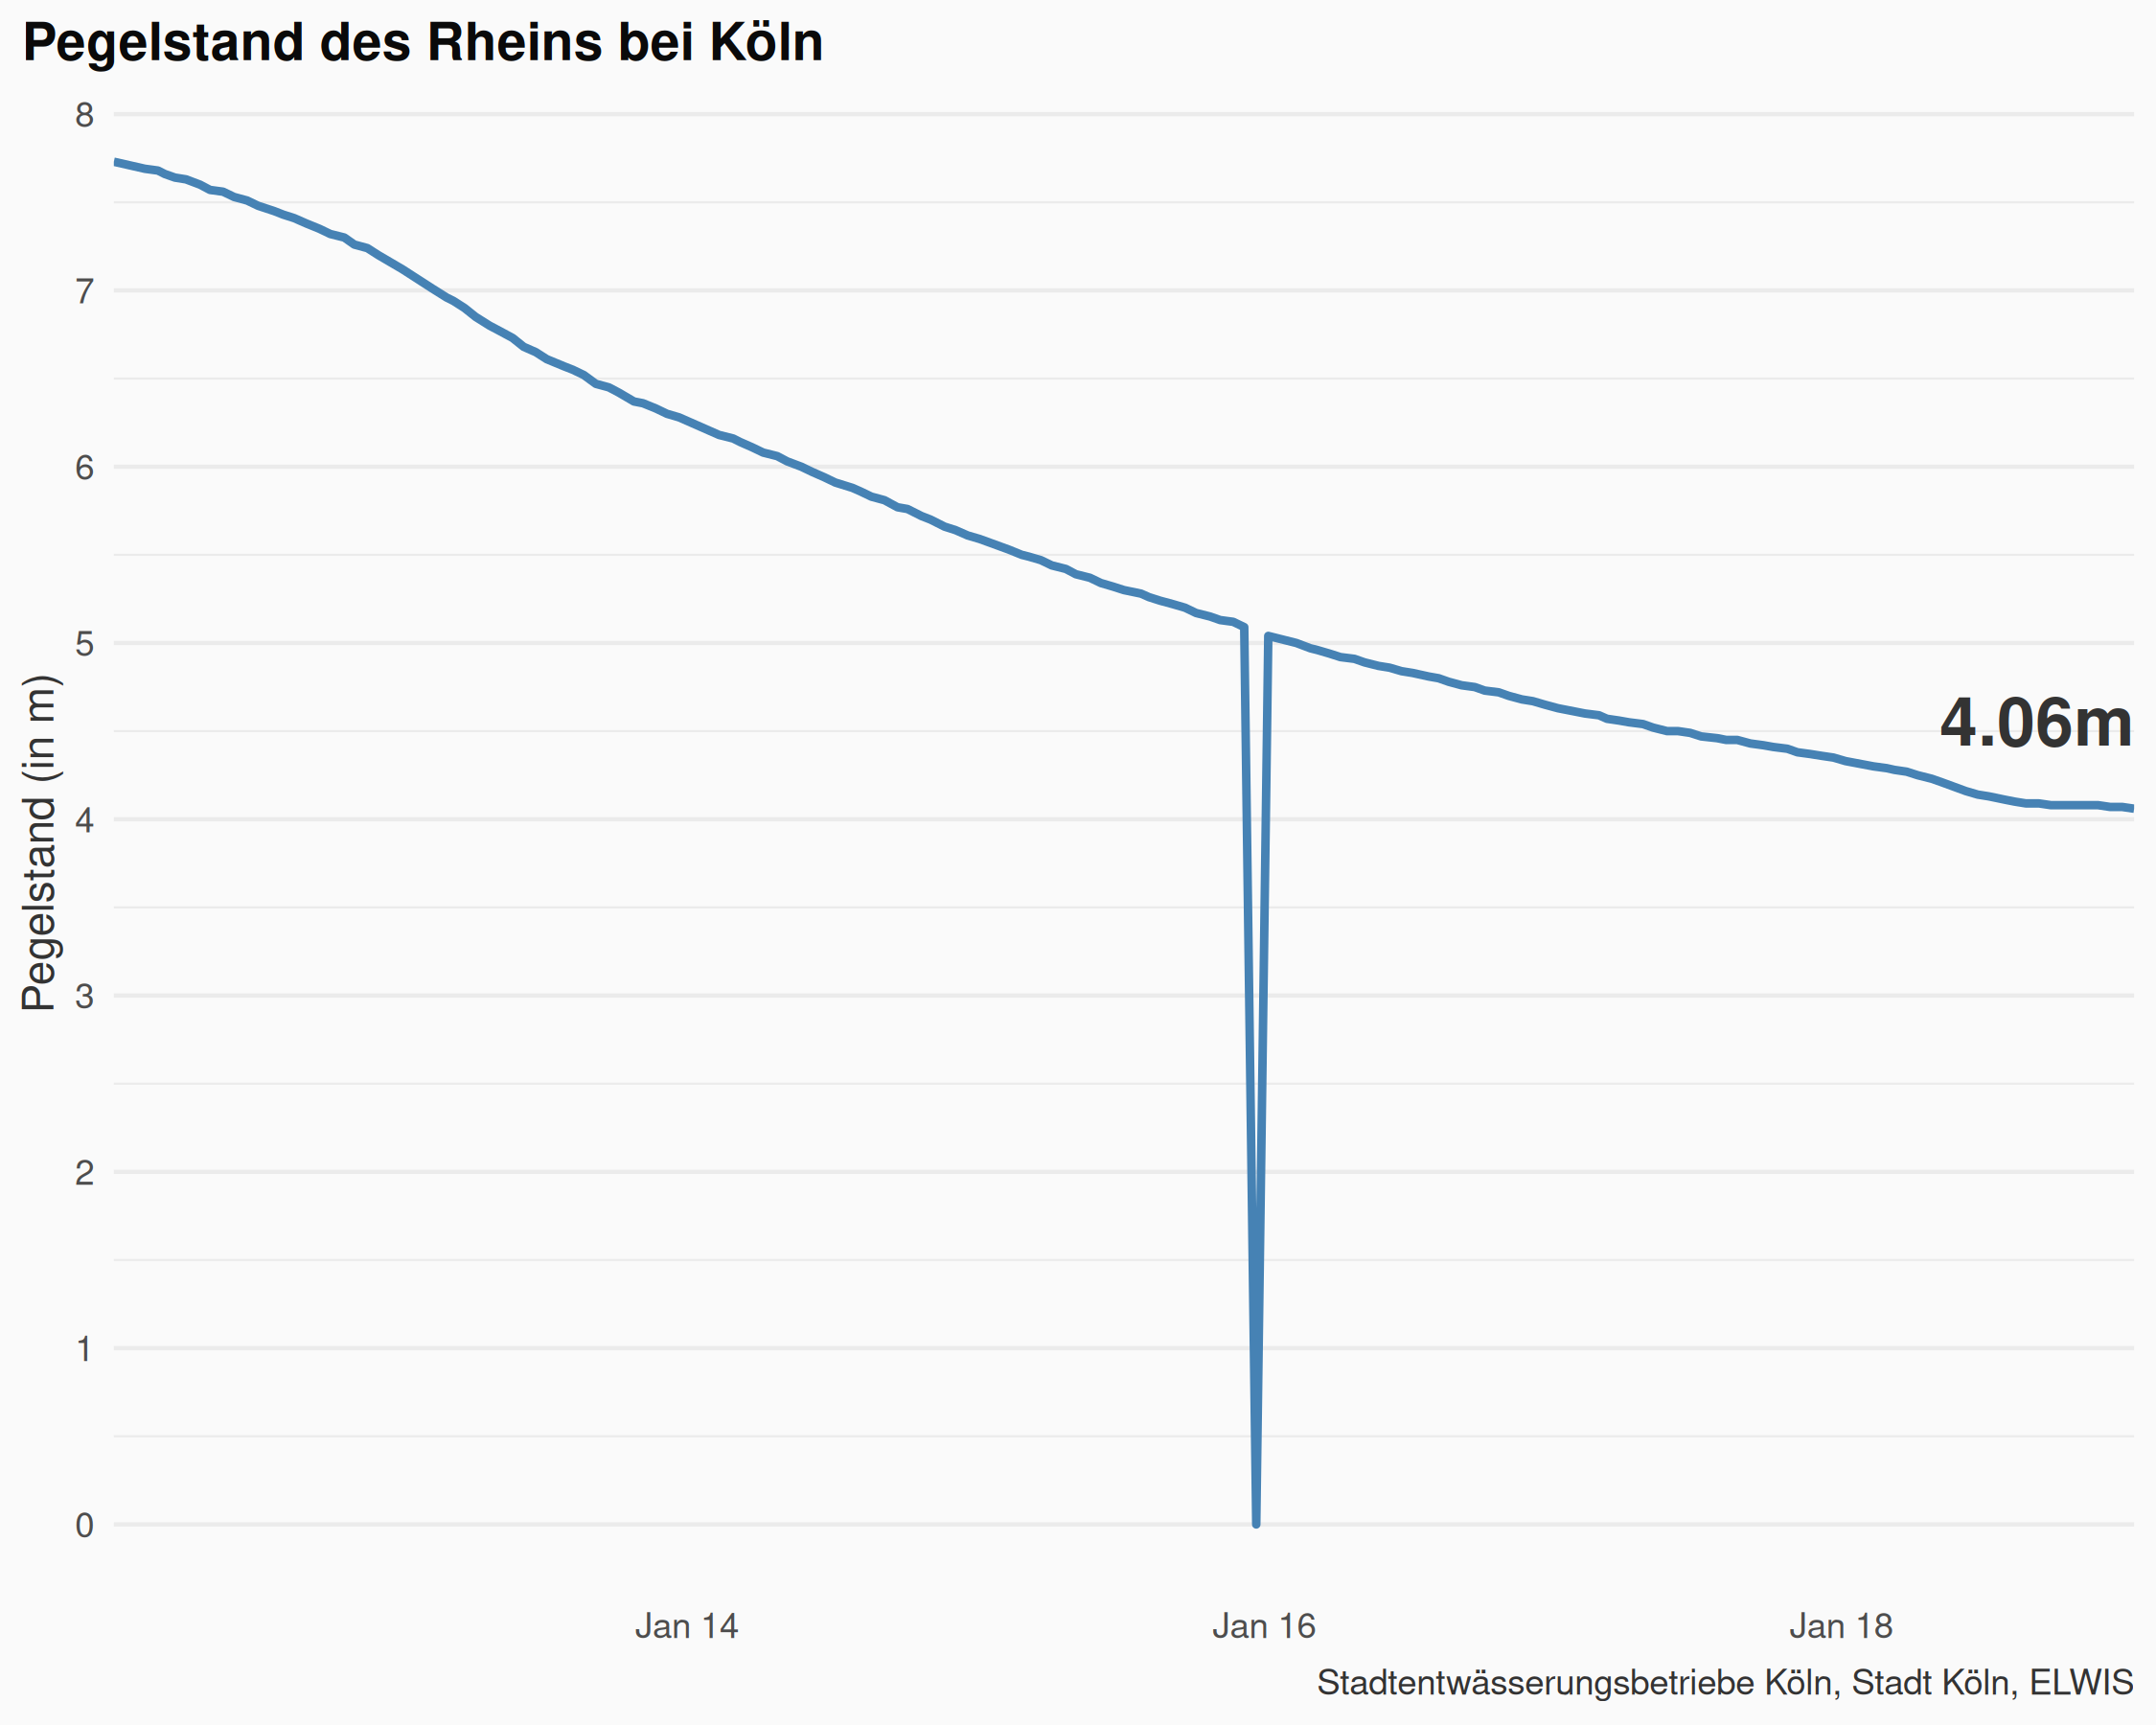 Pegelstand des Rheins bei Köln
8
7
6
5
4
3
2
1
0
Pegelstand (in m)
4.06m
Jan 14
Jan 16
Jan 18
Stadtentwässerungsbetriebe Köln, Stadt Köln, ELWIS